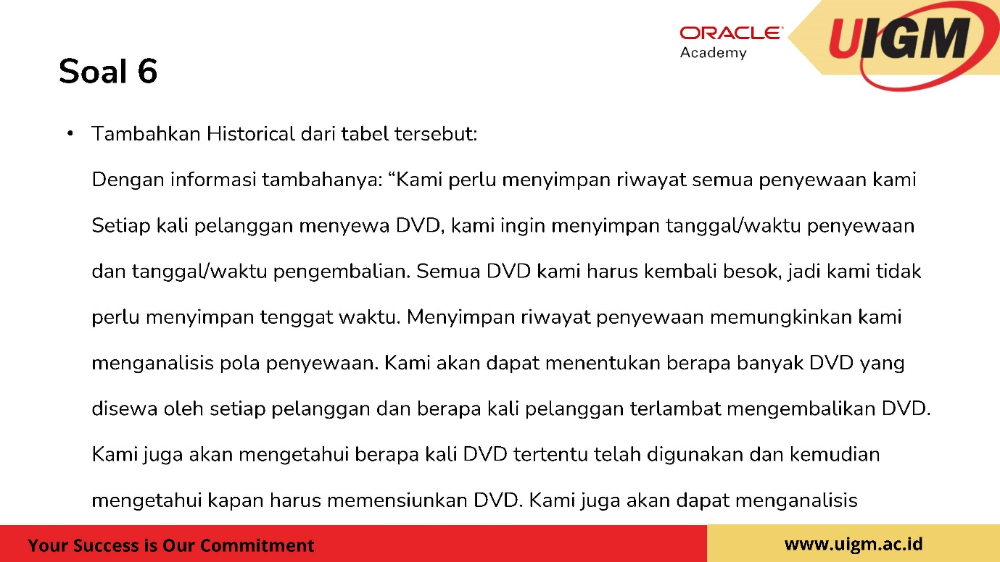 ORACLE
Academy
UIGM
Soal 6
• Tambahkan Historical dari tabel tersebut:
Dengan informasi tambahanya: “Kami perlu menyimpan riwayat semua penyewaan kami
Setiap kali pelanggan menyewa DVD, kami ingin menyimpan tanggal/waktu penyewaan
dan tanggal/waktu pengembalian. Semua DVD kami harus kembali besok, jadi kami tidak
perlu menyimpan tenggat waktu. Menyimpan riwayat penyewaan memungkinkan kami
menganalisis pola penyewaan. Kami akan dapat menentukan berapa banyak DVD yang
disewa oleh setiap pelanggan dan berapa kali pelanggan terlambat mengembalikan DVD.
Kami juga akan mengetahui berapa kali DVD tertentu telah digunakan dan kemudian
mengetahui kapan harus memensiunkan DVD. Kami juga akan dapat menganalisis
Your Success is Our Commitment
www.uigm.ac.id